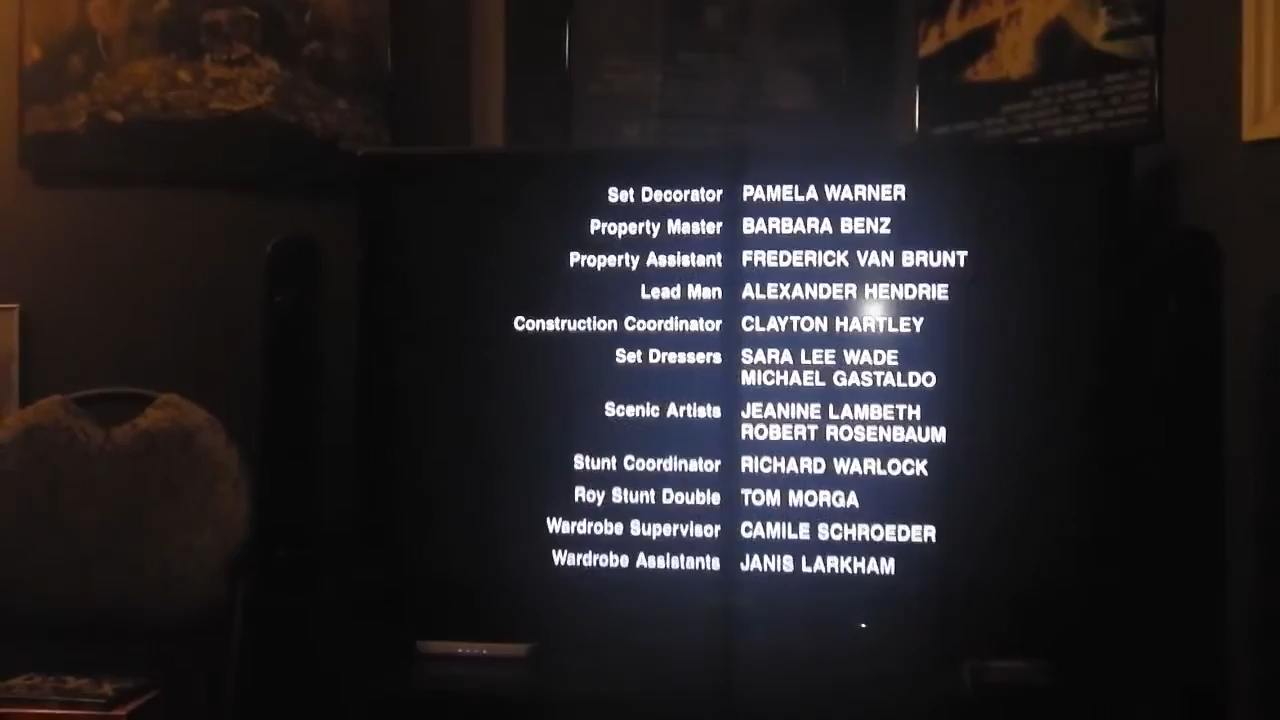 Set Decorator PAMELA WARNER
Property Master BARBARA BENZ
Property Assistant FREDERICK VAN BRUNT
Lead Man ALEXANDER HENDRIE
Construction Coordinator CLAYTON HARTLEY
Set Dressers SARA LEE WADE
MICHAEL GASTALDO
Scenic Artists JEANINE LAMBETH
ROBERT ROSENBAUM
Stunt Coordinator RICHARD WARLOCK
Roy Stunt Double TOM MORGA
Wardrobe Supervisor CAMILE SCHROEDER
Wardrobe Assistants JANIS LARKHAM